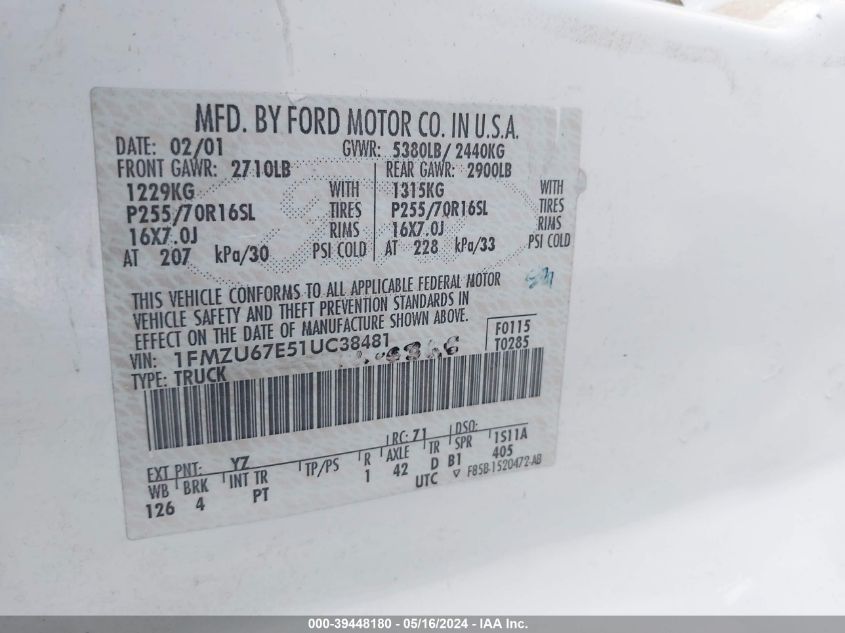 MFD. BY FORD MOTOR CO. IN U.S.A.
DATE: 02/01 GVWR: 5380LB/ 2440KG
FRONT GAWR: 2710LB REAR GAWR: 2900LB
1229KG WITH 1315KG WITH
P255/70R16SL TIRES P255/70R16SL TIRES
16X7.0J RIMS 16X7.0J RIMS
AT 207 kPa/30 PSI COLD AT 228 kPa/33 PSI COLD
THIS VEHICLE CONFORMS TO ALL APPLICABLE FEDERAL MOTOR
VEHICLE SAFETY AND THEFT PREVENTION STANDARDS IN
EFFECT ON THE DATE OF MANUFACTURE SHOWN ABOVE.
VIN: 1FMZU67E51UC38481 F0115
TYPE: TRUCK T0285
EXT PNT: YZ RC: 71 DSO:
WB BRK INT TR TP/PS R AXLE TR SPR 1S11A
126 4 PT 1 42 D B1 405
UTC F85B-1520472-AB
000-39448180 - 05/16/2024 - IAA Inc.